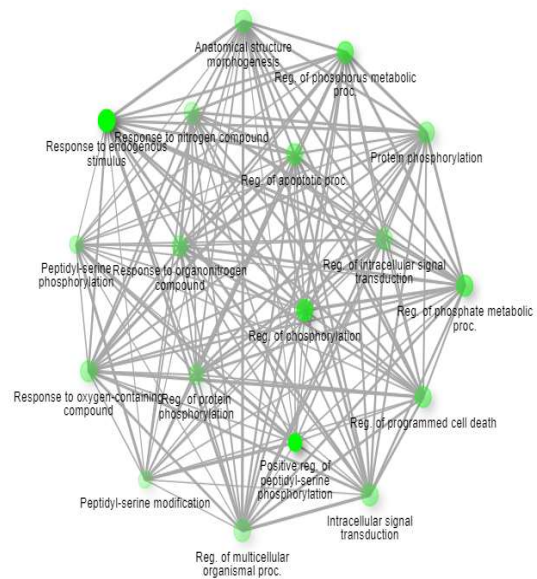 Anatomical structure
morphogenesis
Reg. of phosphorus metabolic
proc.
Response to nitrogen compound
Response to endogenous
stimulus
Protein phosphorylation
Reg. of apoptotic proc.
Peptidyl-serine
phosphorylation
Response to organonitrogen
compound
Reg. of intracellular signal
transduction
Reg. of phosphate metabolic
proc.
Reg. of phosphorylation
Response to oxygen-containing
compound
Reg. of protein
phosphorylation
Reg. of programmed cell death
Positive reg. of
peptidyl-serine
phosphorylation
Peptidyl-serine modification
Intracellular signal
transduction
Reg. of multicellular
organismal proc.